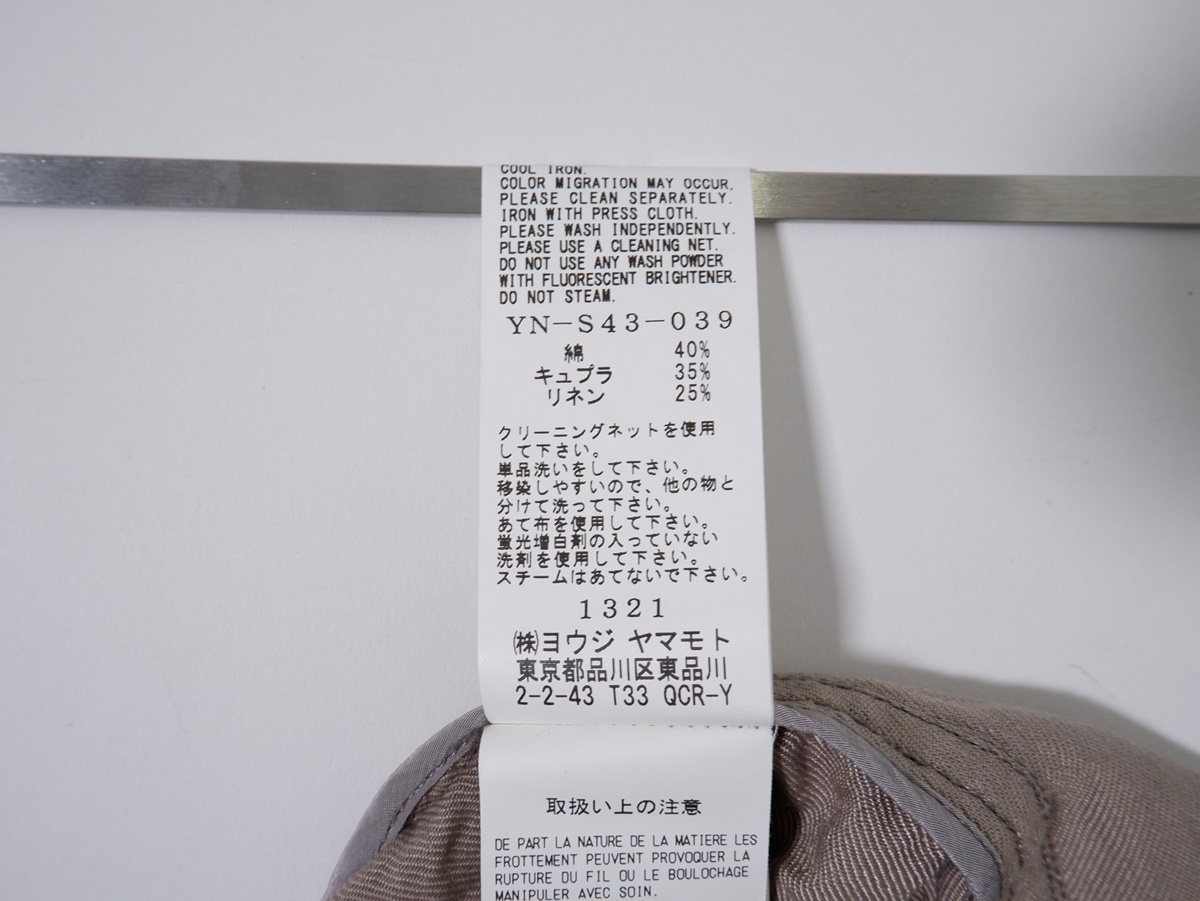 COOL IRON.
COLOR MIGRATION MAY OCCUR,
PLEASE CLEAN SEPARATELY.
IRON WITH PRESS CLOTH.
PLEASE WASH INDEPENDENTLY.
PLEASE USE A CLEANING NET.
DO NOT USE ANY WASH POWDER
WITH FLUORESCENT BRIGHTENER.
DO NOT STEAM.
YN-S43-039
綿 40%
キュプラ 35%
リネン 25%
クリーニングネットを使用
して下さい。
単品洗いをして下さい。
移染しやすいので、他の物と
分けて洗って下さい。
あて布を使用して下さい。
蛍光増白剤の入っていない
洗剤を使用して下さい。
スチームはあてないで下さい。
1321
㈱ヨウジ ヤマモト
東京都品川区東品川
2-2-43 T33 QCR-Y
取扱い上の注意
DE PART LA NATURE DE LA MATIERE LES
FROTTEMENT PEUVENT PROVOQUER LA
RUPTURE DU FIL OU LE BOULOCHAGE
MANIPULER AVEC SOIN.